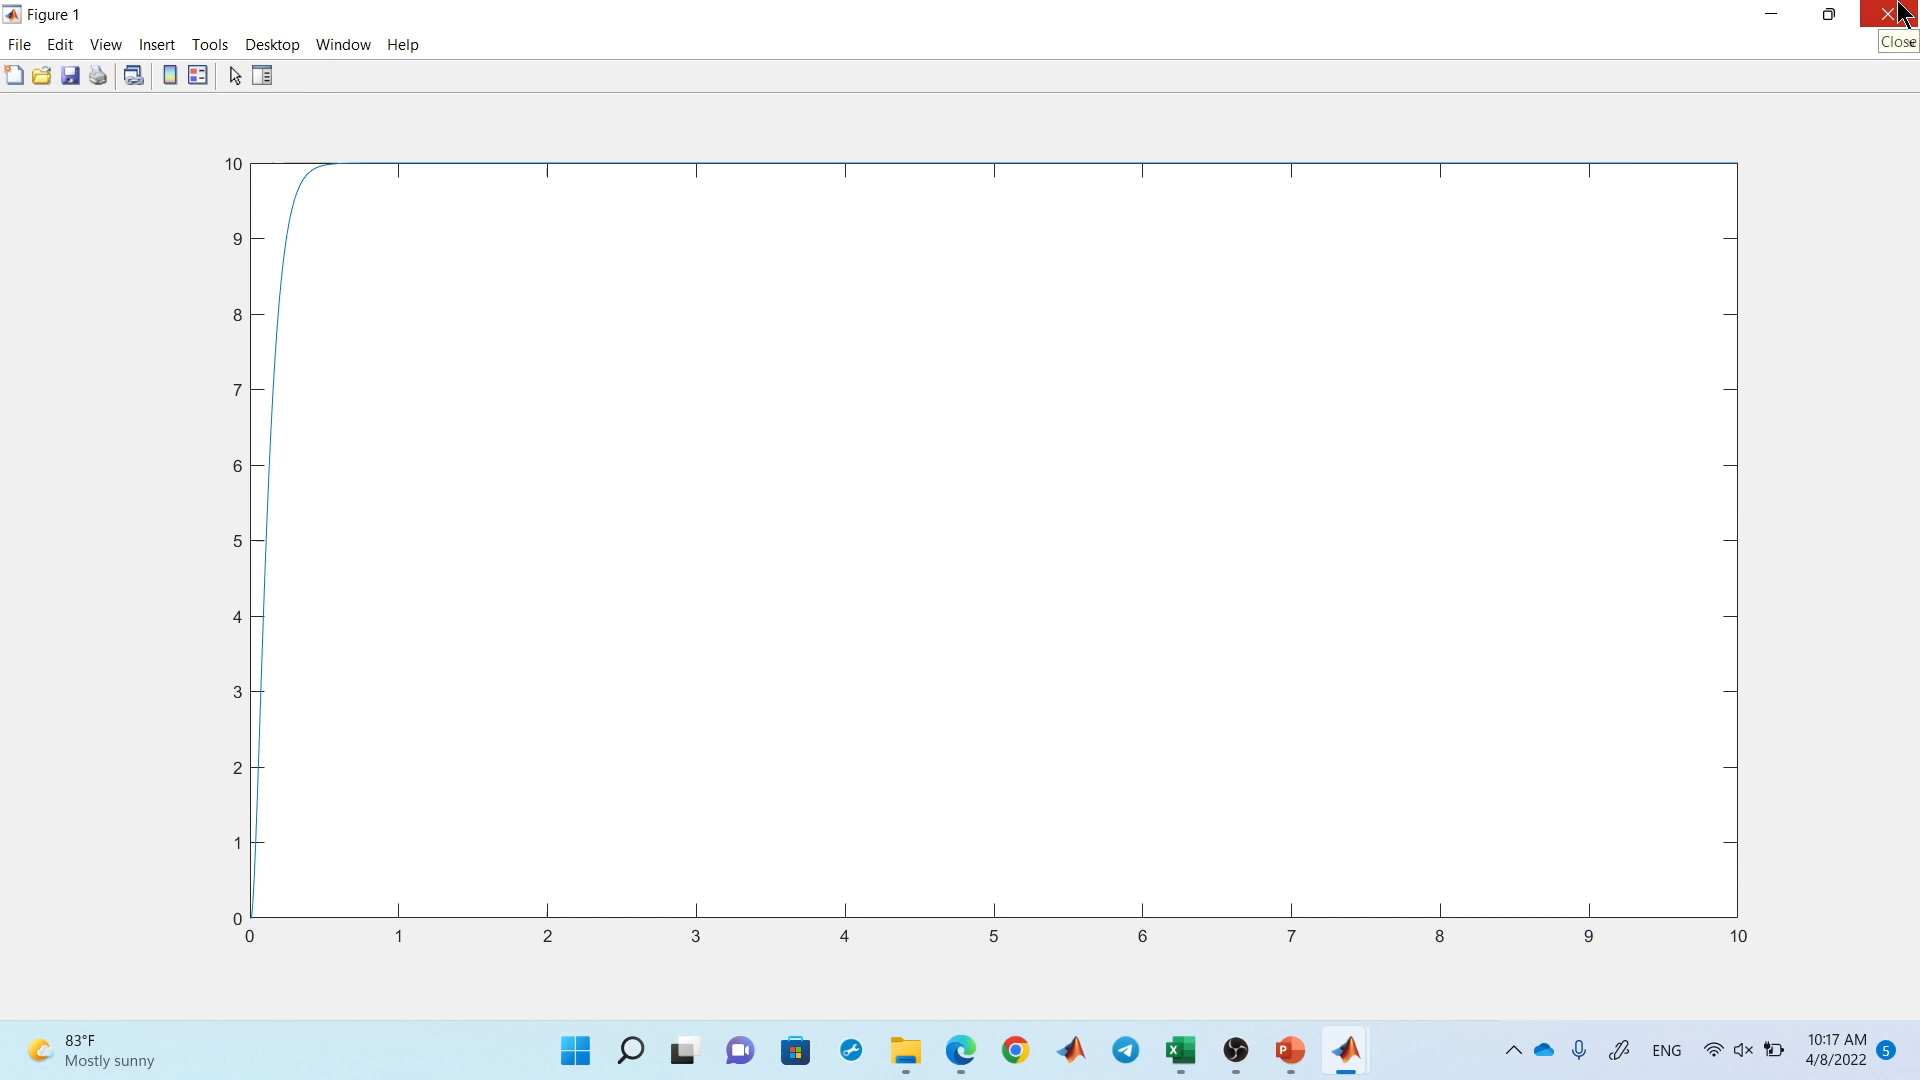 Figure 1
File Edit View Insert Tools Desktop Window Help
Close
10
9
8
7
6
5
4
3
2
1
0
0 1 2 3 4 5 6 7 8 9 10
83°F
Mostly sunny
ENG
10:17 AM
4/8/2022
5